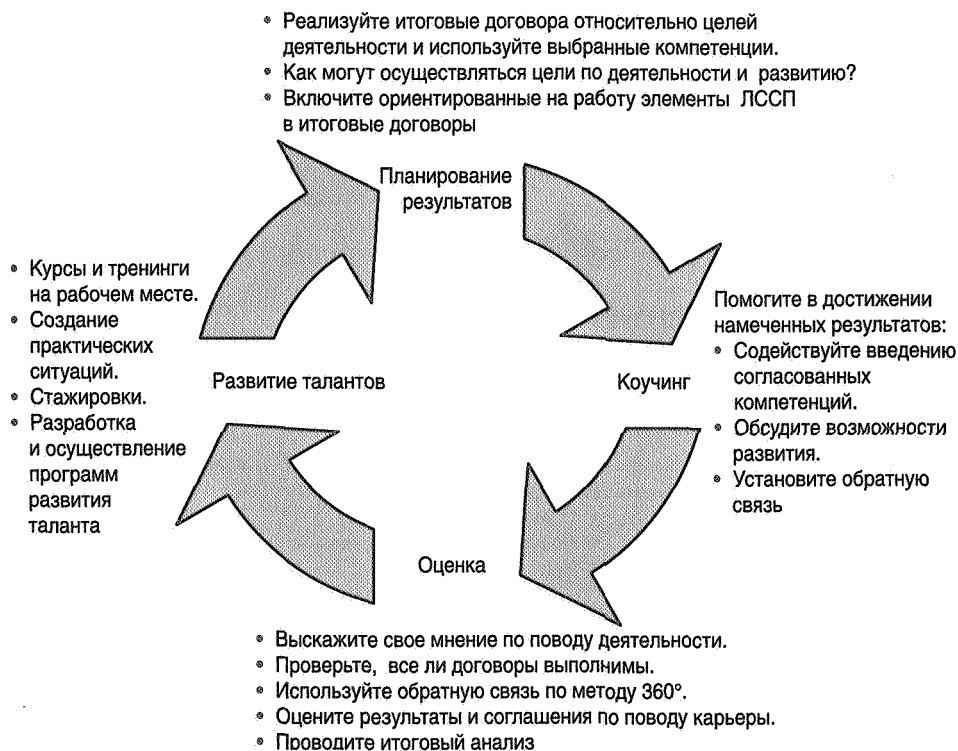 • Реализуйте итоговые договора относительно целей
деятельности и используйте выбранные компетенции.
• Как могут осуществляться цели по деятельности и развитию?
• Включите ориентированные на работу элементы ЛССП
в итоговые договоры
Планирование
результатов
• Курсы и тренинги
на рабочем месте.
• Создание
практических
ситуаций.
• Стажировки.
• Разработка
и осуществление
программ
развития
таланта
Развитие талантов
Коучинг
Помогите в достижении
намеченных результатов:
• Содействуйте введению
согласованных
компетенций.
• Обсудите возможности
развития.
• Установите обратную
связь
Оценка
• Выскажите свое мнение по поводу деятельности.
• Проверьте, все ли договоры выполнимы.
• Используйте обратную связь по методу 360°.
• Оцените результаты и соглашения по поводу карьеры.
• Проводите итоговый анализ